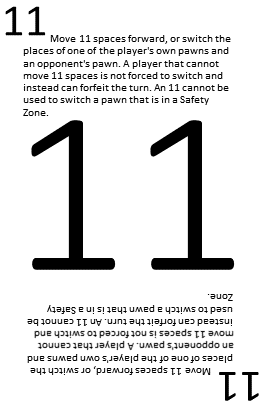 11 Move 11 spaces forward, or switch the
places of one of the player's own pawns and
an opponent's pawn. A player that cannot
move 11 spaces is not forced to switch and
instead can forfeit the turn. An 11 cannot be
used to switch a pawn that is in a Safety
Zone.
11
11 Move 11 spaces forward, or switch the
places of one of the player's own pawns and
an opponent's pawn. A player that cannot
move 11 spaces is not forced to switch and
instead can forfeit the turn. An 11 cannot be
used to switch a pawn that is in a Safety
Zone.